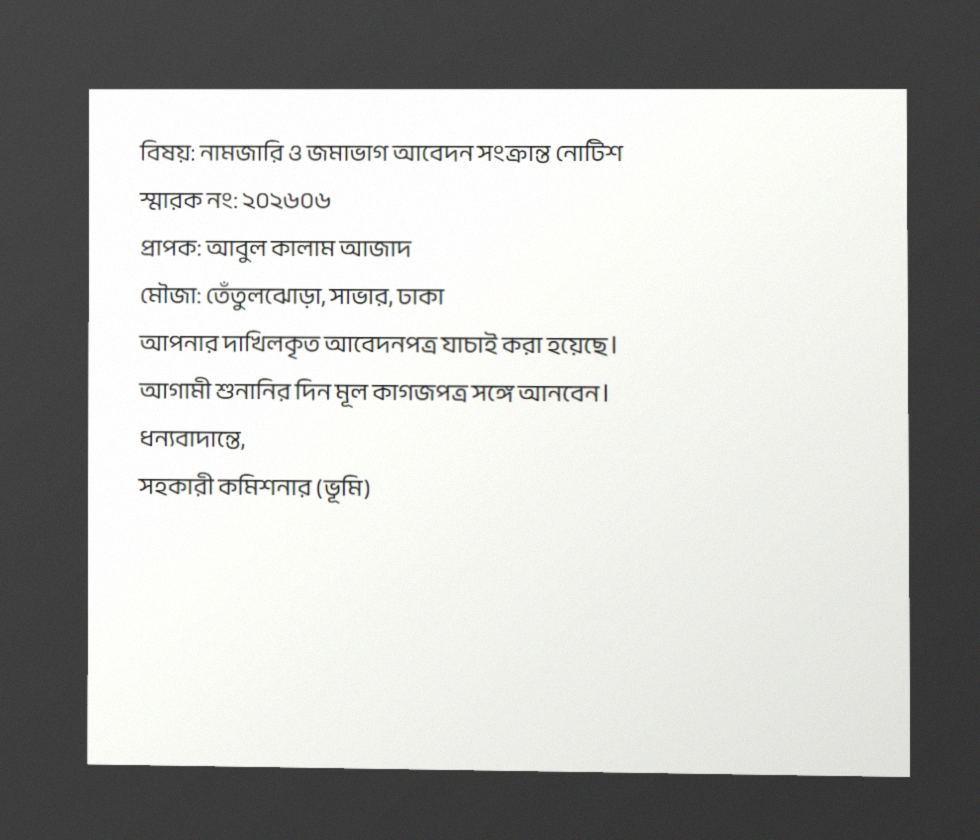 বিষয়: নামজারি ও জমাভাগ আবেদন সংক্রান্ত নোটিশ
স্মারক নং: ২০২৬০৬
প্রাপক: আবুল কালাম আজাদ
মৌজা: তেঁতুলঝোড়া, সাভার, ঢাকা
আপনার দাখিলকৃত আবেদনপত্র যাচাই করা হয়েছে।
আগামী শুনানির দিন মূল কাগজপত্র সঙ্গে আনবেন।
ধন্যবাদান্তে,
সহকারী কমিশনার (ভূমি)